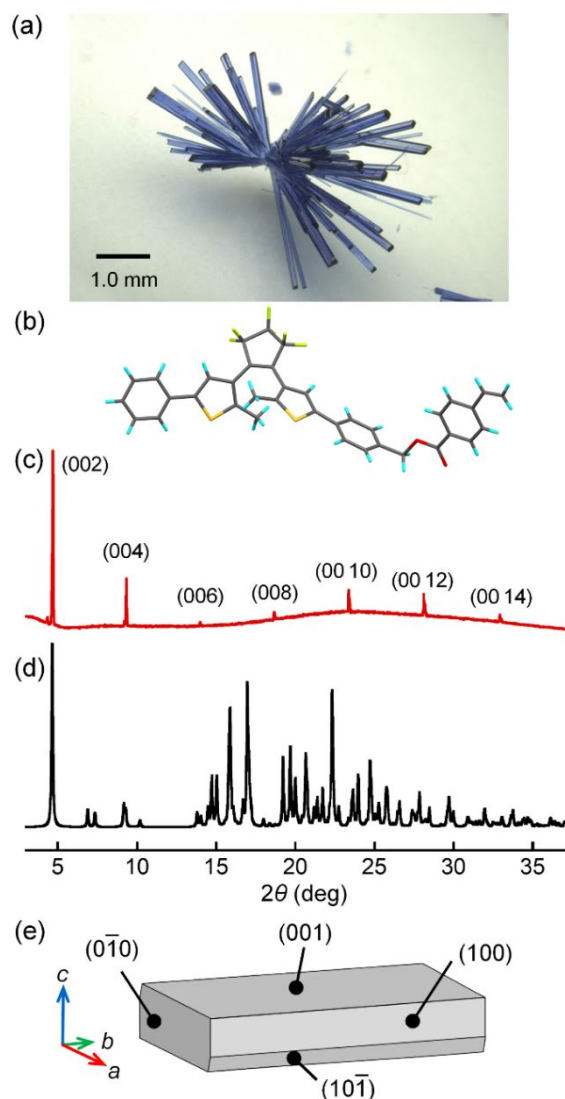 (a)
1.0 mm
(b)
(c)
(002)
(004)
(006)
(008)
(00 10)
(00 12)
(00 14)
(d)
5 10 15 20 25 30 35
2θ (deg)
(e)
(01̅0)
(001)
(100)
(101̅)
c
b
a